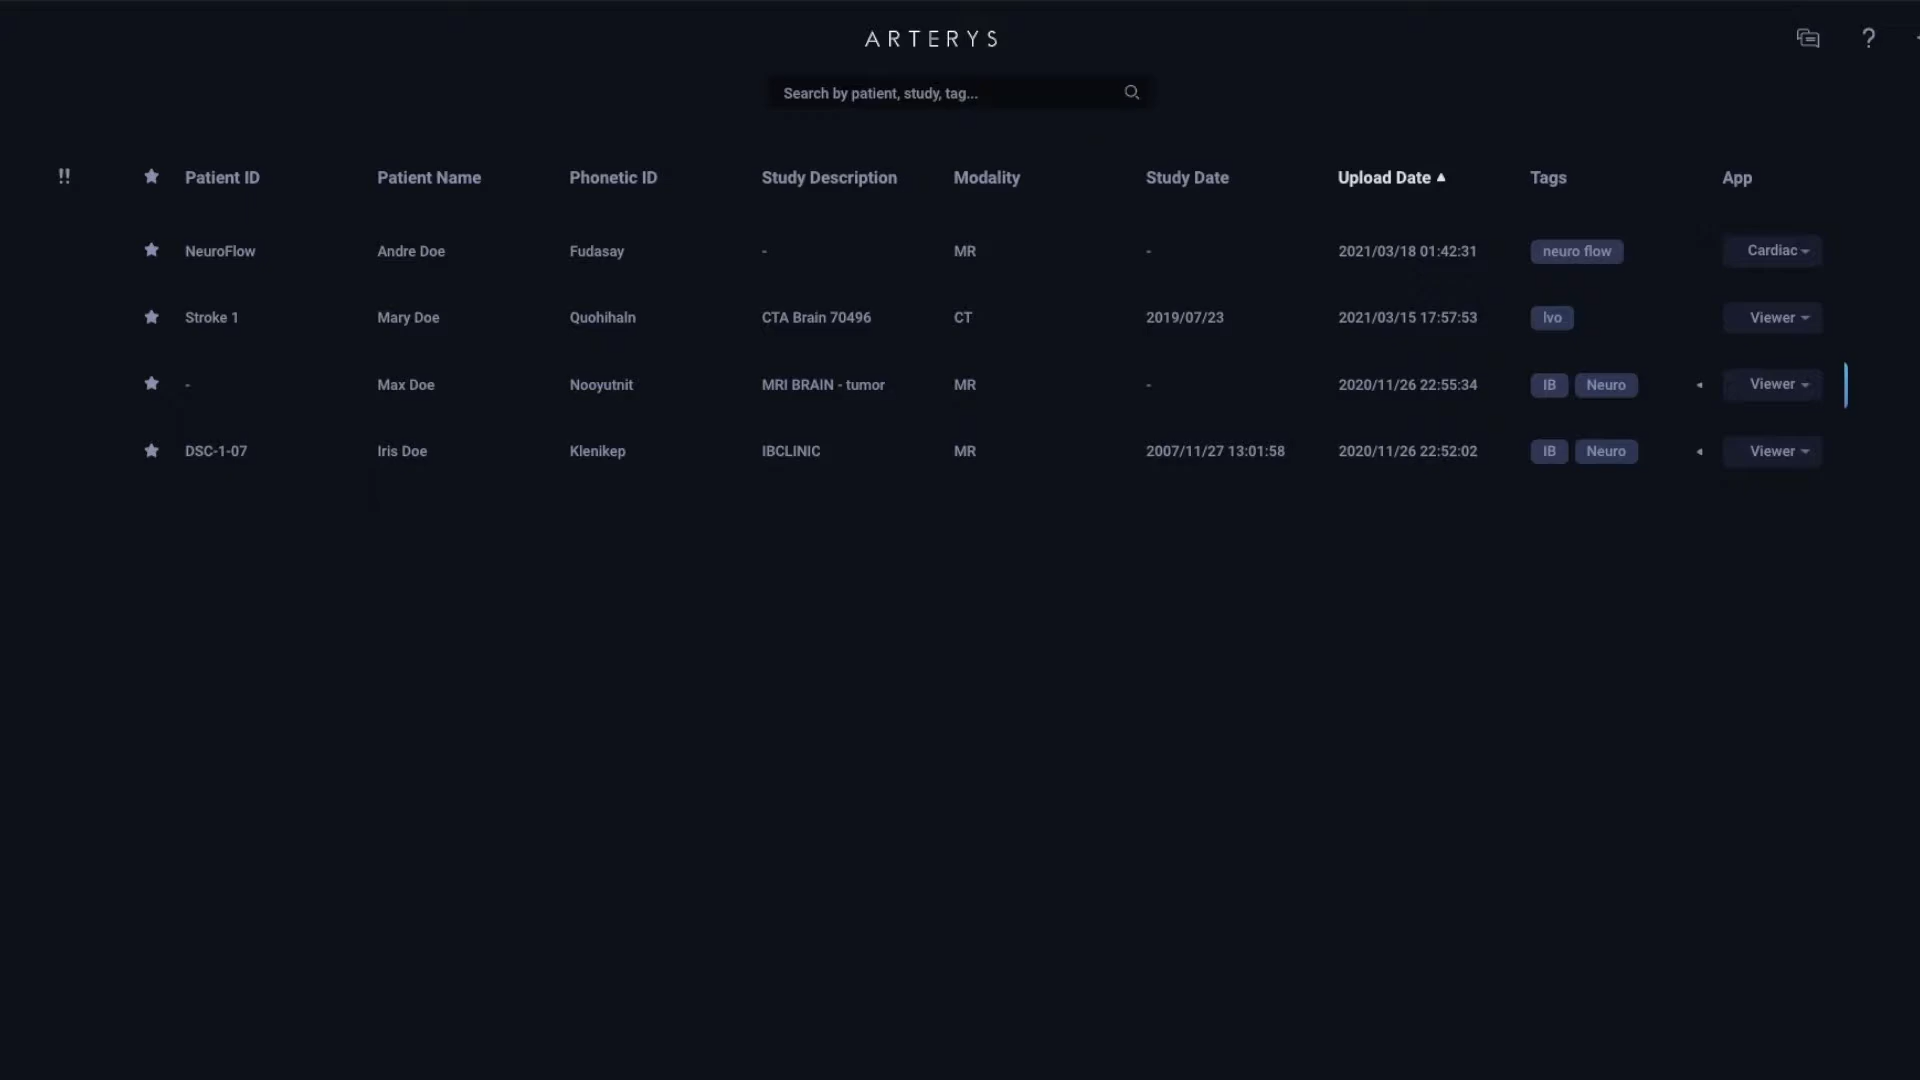 ARTERYS
?
Search by patient, study, tag...
!! Patient ID Patient Name Phonetic ID Study Description Modality Study Date Upload Date Tags App
NeuroFlow Andre Doe Fudasay - MR - 2021/03/18 01:42:31 neuro flow Cardiac
Stroke 1 Mary Doe Quohihaln CTA Brain 70496 CT 2019/07/23 2021/03/15 17:57:53 lvo Viewer
- Max Doe Nooyutnit MRI BRAIN - tumor MR - 2020/11/26 22:55:34 IB Neuro Viewer
DSC-1-07 Iris Doe Klenikep IBCLINIC MR 2007/11/27 13:01:58 2020/11/26 22:52:02 IB Neuro Viewer